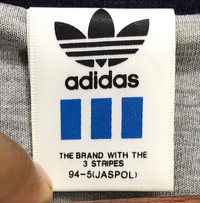 adidas
THE BRAND WITH THE
3 STRIPES
94-5(JASPOL)